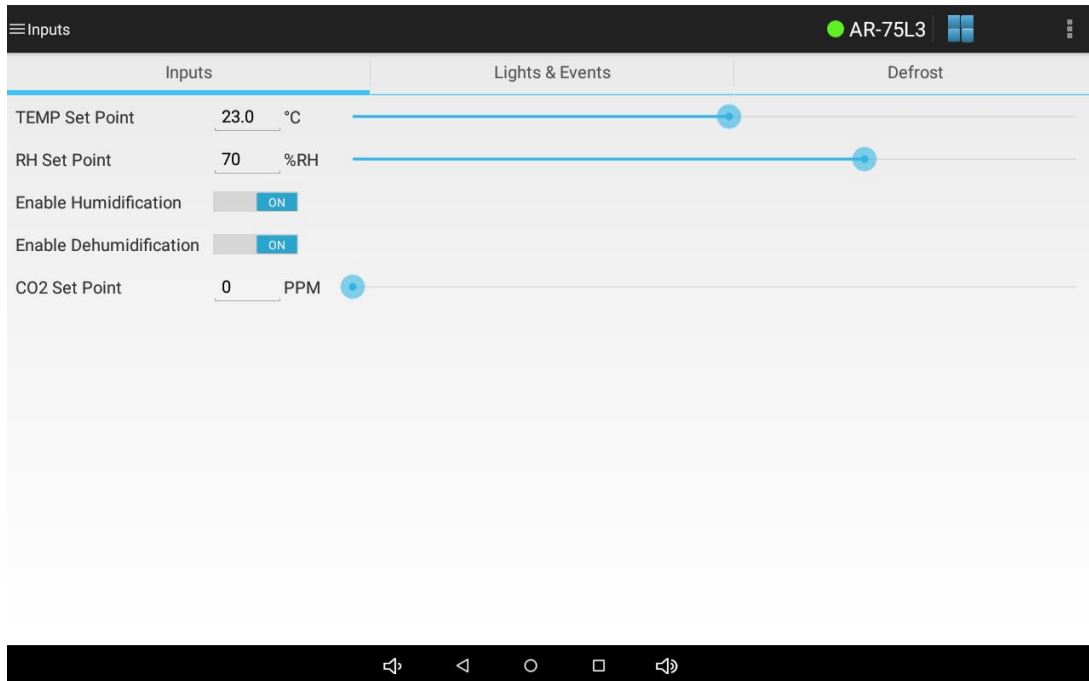 Inputs AR-75L3
Inputs Lights & Events Defrost
TEMP Set Point 23.0 °C
RH Set Point 70 %RH
Enable Humidification ON
Enable Dehumidification ON
CO2 Set Point 0 PPM